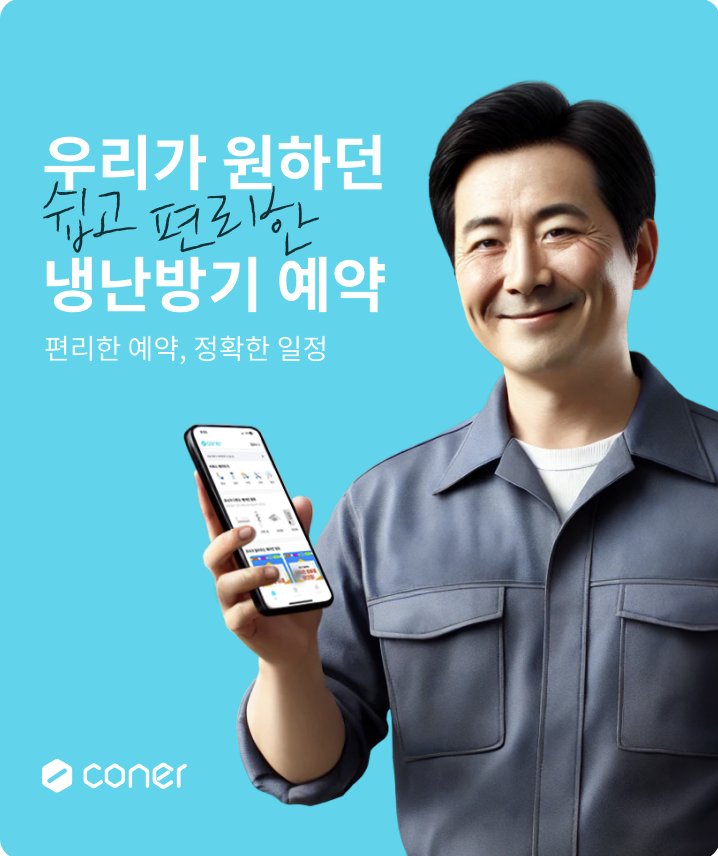 우리가 원하던
쉽고 편리한
냉난방기 예약
편리한 예약, 정확한 일정
coner
coner